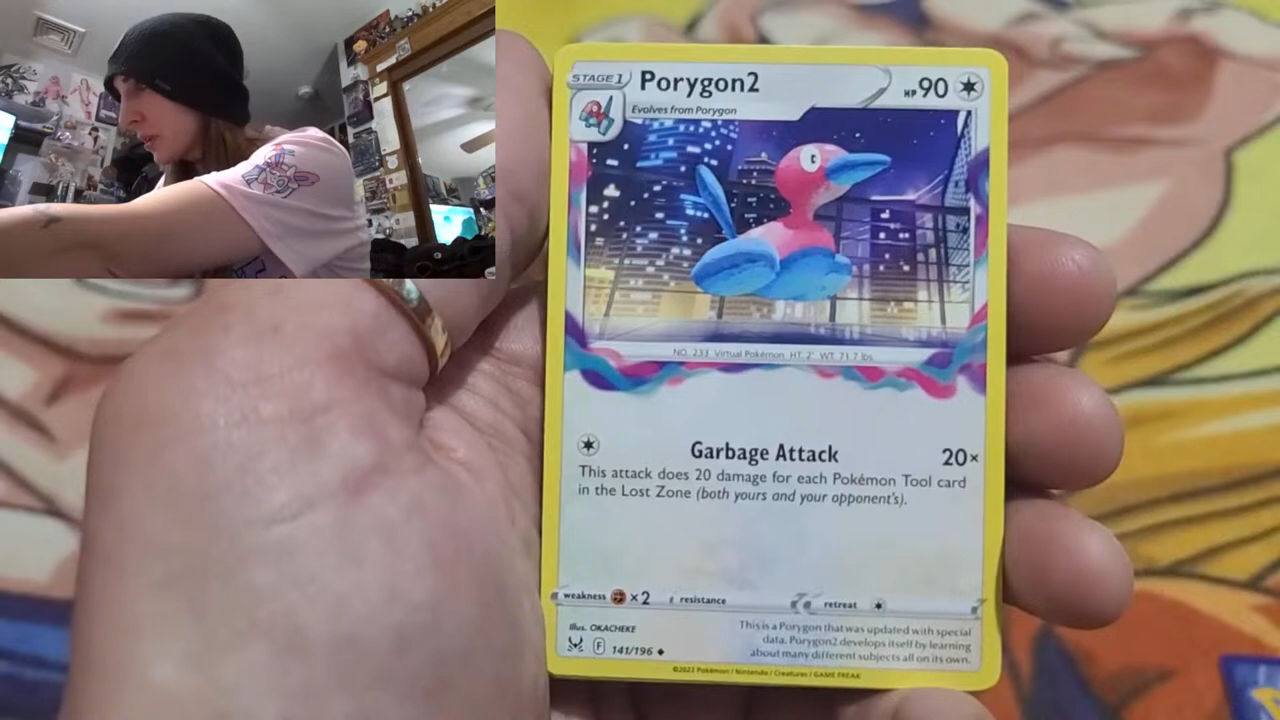 STAGE 1
Porygon2
HP 90
Evolves from Porygon
NO. 233 Virtual Pokémon HT. 2' WT. 71.7 lbs.
Garbage Attack 20×
This attack does 20 damage for each Pokémon Tool card
in the Lost Zone (both yours and your opponent's).
weakness ×2 resistance retreat
Illus. OKACHEKE
F 141/196
This is a Porygon that was updated with special
data. Porygon2 develops itself by learning
about many different subjects all on its own.
©2022 Pokémon / Nintendo / Creatures / GAME FREAK